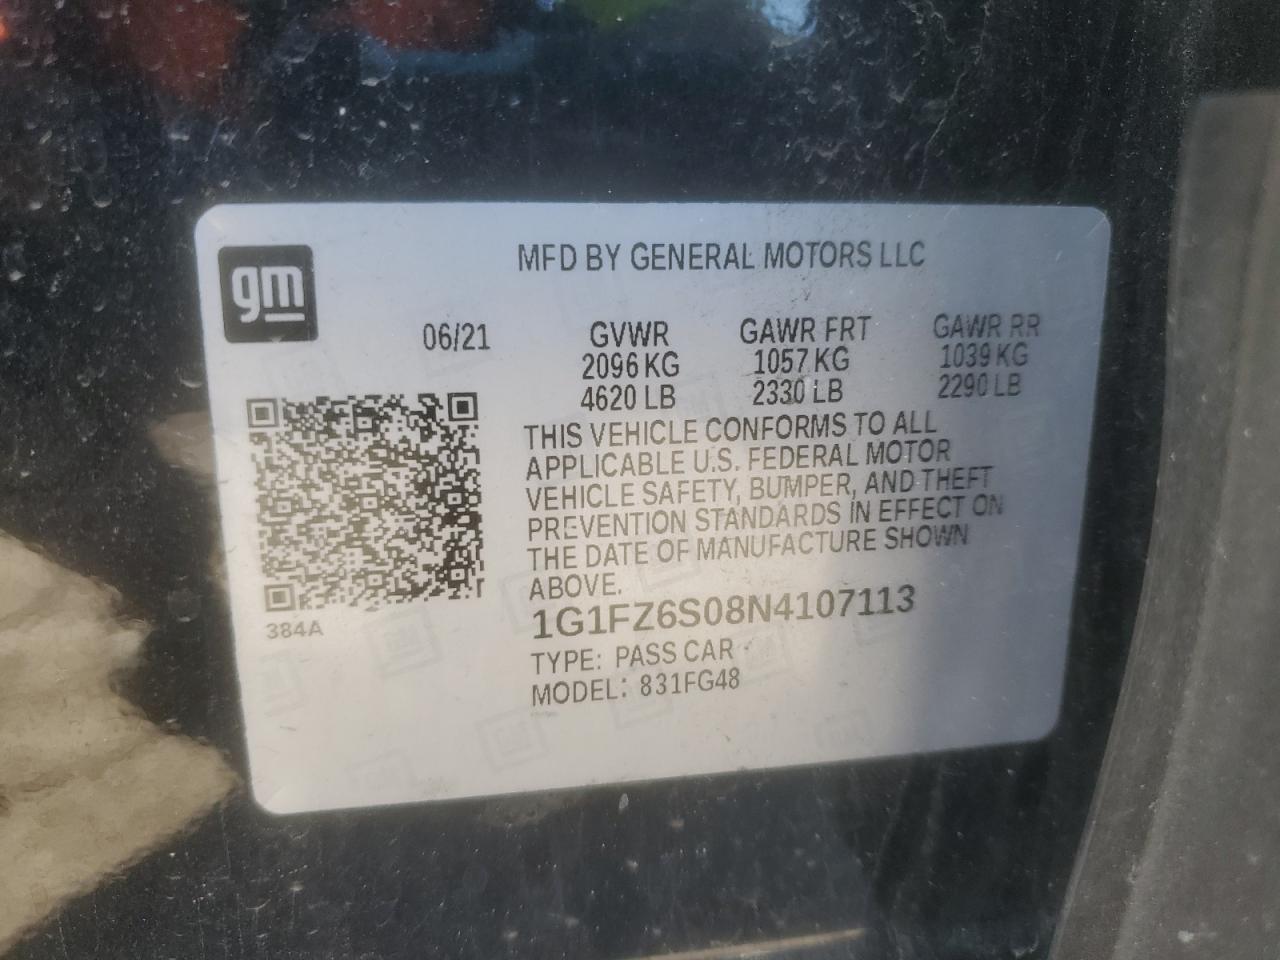 gm
MFD BY GENERAL MOTORS LLC
06/21 GVWR GAWR FRT GAWR RR
2096 KG 1057 KG 1039 KG
4620 LB 2330 LB 2290 LB
THIS VEHICLE CONFORMS TO ALL
APPLICABLE U.S. FEDERAL MOTOR
VEHICLE SAFETY, BUMPER, AND THEFT
PREVENTION STANDARDS IN EFFECT ON
THE DATE OF MANUFACTURE SHOWN
ABOVE.
1G1FZ6S08N4107113
384A
TYPE: PASS CAR
MODEL: 831FG48